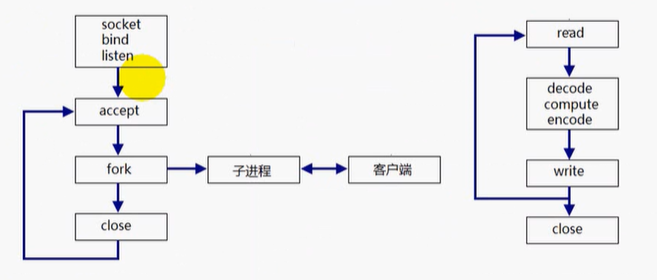 socket
bind
listen
accept
fork
子进程
客户端
close
read
decode
compute
encode
write
close